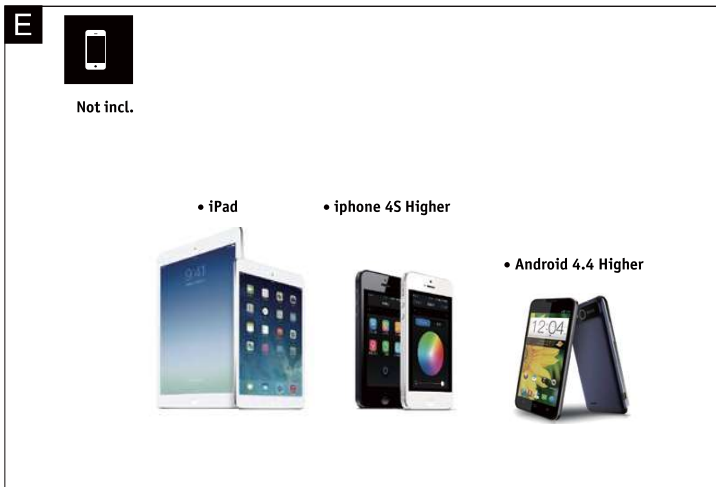 E
Not incl.
• iPad
• iphone 4S Higher
• Android 4.4 Higher
9:41
12:04